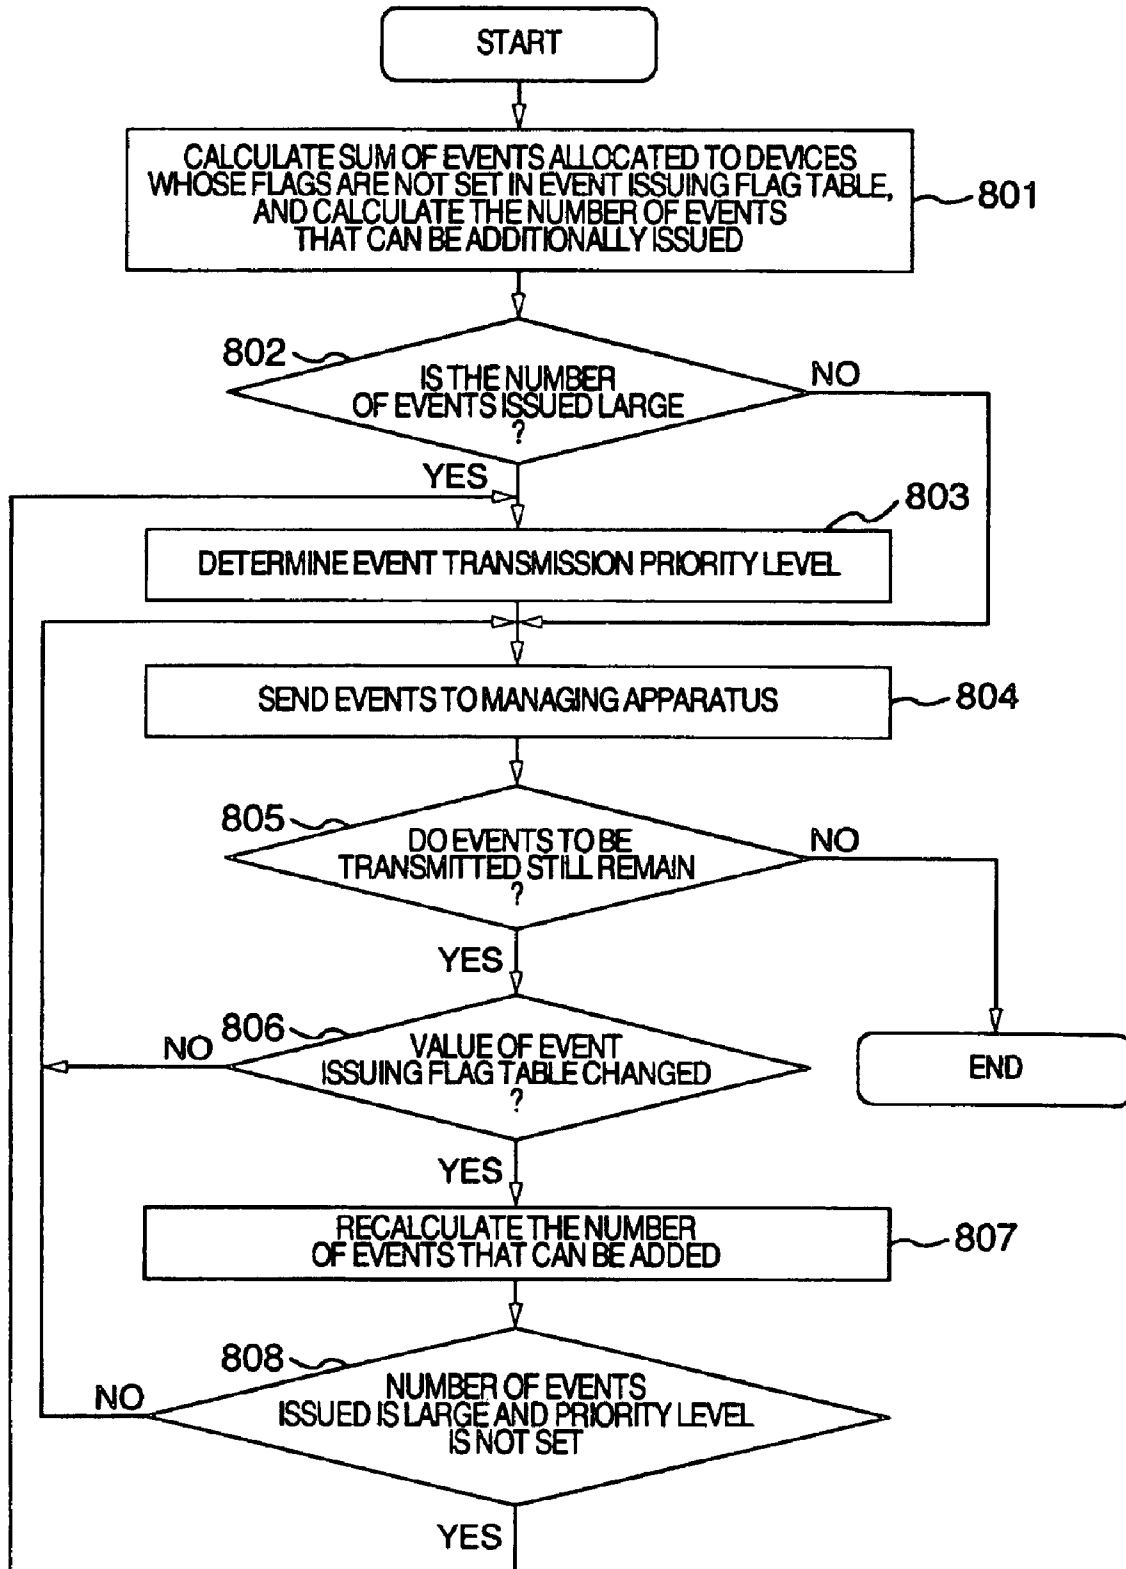 START
CALCULATE SUM OF EVENTS ALLOCATED TO DEVICES
WHOSE FLAGS ARE NOT SET IN EVENT ISSUING FLAG TABLE,
AND CALCULATE THE NUMBER OF EVENTS
THAT CAN BE ADDITIONALLY ISSUED
801
802
IS THE NUMBER
OF EVENTS ISSUED LARGE
?
NO
YES
803
DETERMINE EVENT TRANSMISSION PRIORITY LEVEL
SEND EVENTS TO MANAGING APPARATUS
804
805
DO EVENTS TO BE
TRANSMITTED STILL REMAIN
?
NO
YES
806
VALUE OF EVENT
ISSUING FLAG TABLE CHANGED
?
NO
END
YES
RECALCULATE THE NUMBER
OF EVENTS THAT CAN BE ADDED
807
808
NUMBER OF EVENTS
ISSUED IS LARGE AND PRIORITY LEVEL
IS NOT SET
NO
YES